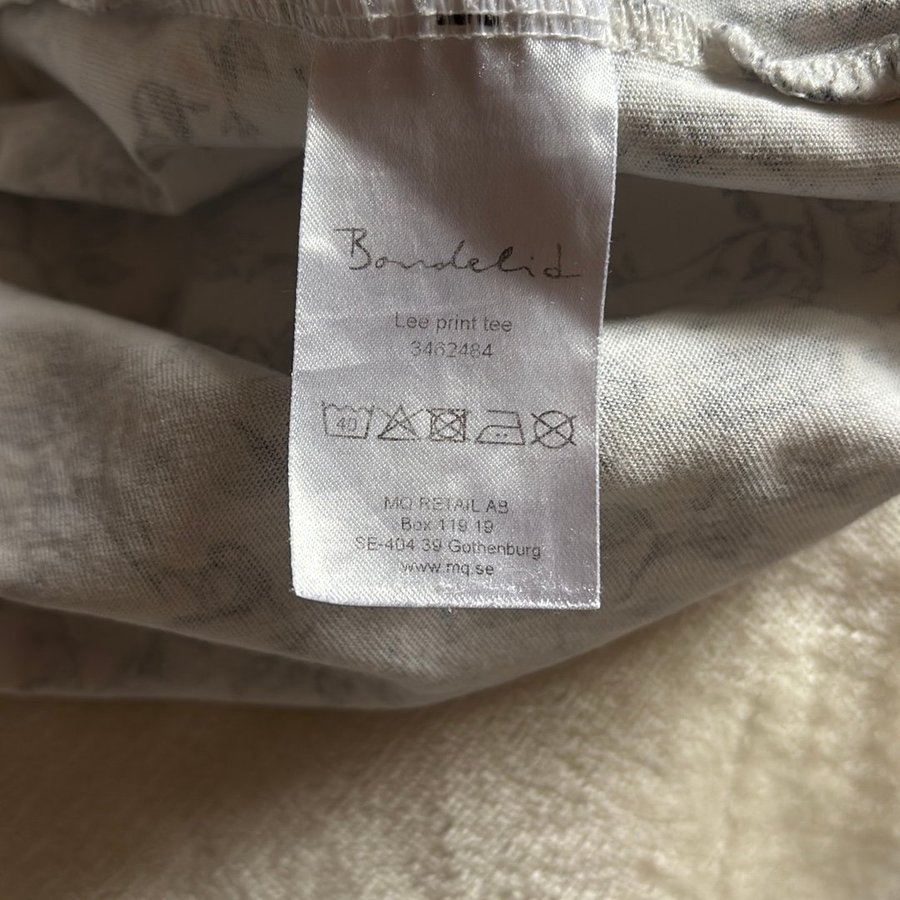 Bondelid
Lee print tee
3462484
40
MQ RETAIL AB
Box 119 19
SE-404 39 Gothenburg
www.mq.se